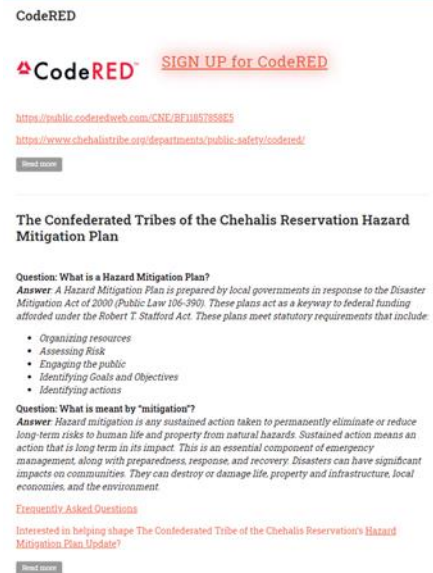 CodeRED
CodeRED
SIGN UP for CodeRED
https://public.coderedweb.com/CNE/BF11857858E5
https://www.chehalistribe.org/departments/public-safety/codered/
Read more
The Confederated Tribes of the Chehalis Reservation Hazard
Mitigation Plan
Question: What is a Hazard Mitigation Plan?
Answer: A Hazard Mitigation Plan is prepared by local governments in response to the Disaster
Mitigation Act of 2000 (Public Law 106-390). These plans act as a keyway to federal funding
afforded under the Robert T. Stafford Act. These plans meet statutory requirements that include:
• Organizing resources
• Assessing Risk
• Engaging the public
• Identifying Goals and Objectives
• Identifying actions
Question: What is meant by "mitigation"?
Answer: Hazard mitigation is any sustained action taken to permanently eliminate or reduce
long-term risks to human life and property from natural hazards. Sustained action means an
action that is long term in its impact. This is an essential component of emergency
management, along with preparedness, response, and recovery. Disasters can have significant
impacts on communities. They can destroy or damage life, property and infrastructure, local
economies, and the environment.
Frequently Asked Questions
Interested in helping shape The Confederated Tribe of the Chehalis Reservation's Hazard
Mitigation Plan Update?
Read more